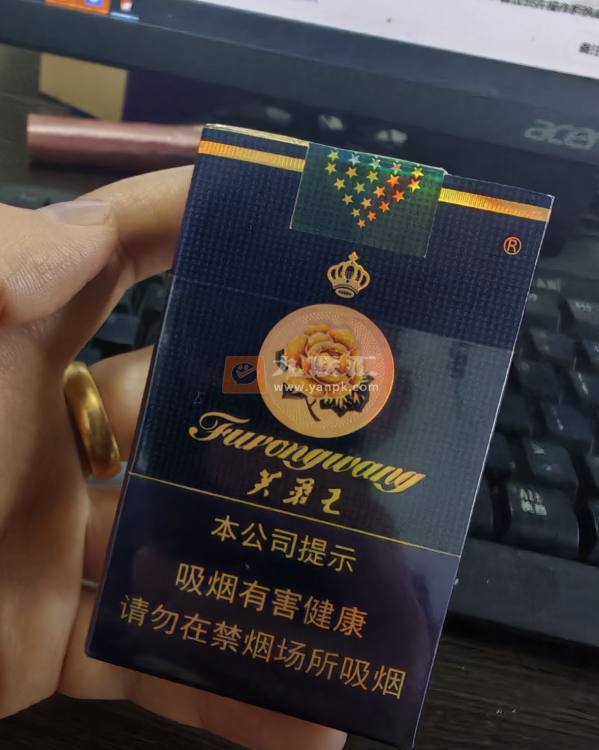 acer
®
www.yanpk.com
Furongwang
芙蓉王
本公司提示
吸烟有害健康
请勿在禁烟场所吸烟
Alt